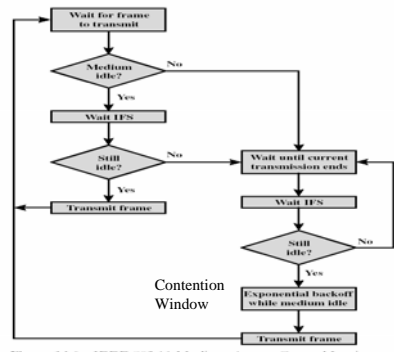 Wait for frame
to transmit
Medium
idle?
No
Yes
Wait IFS
Still
idle?
No
Yes
Transmit frame
Wait until current
transmission ends
Wait IFS
Still
idle?
No
Yes
Contention
Window
Exponential backoff
while medium idle
Transmit frame